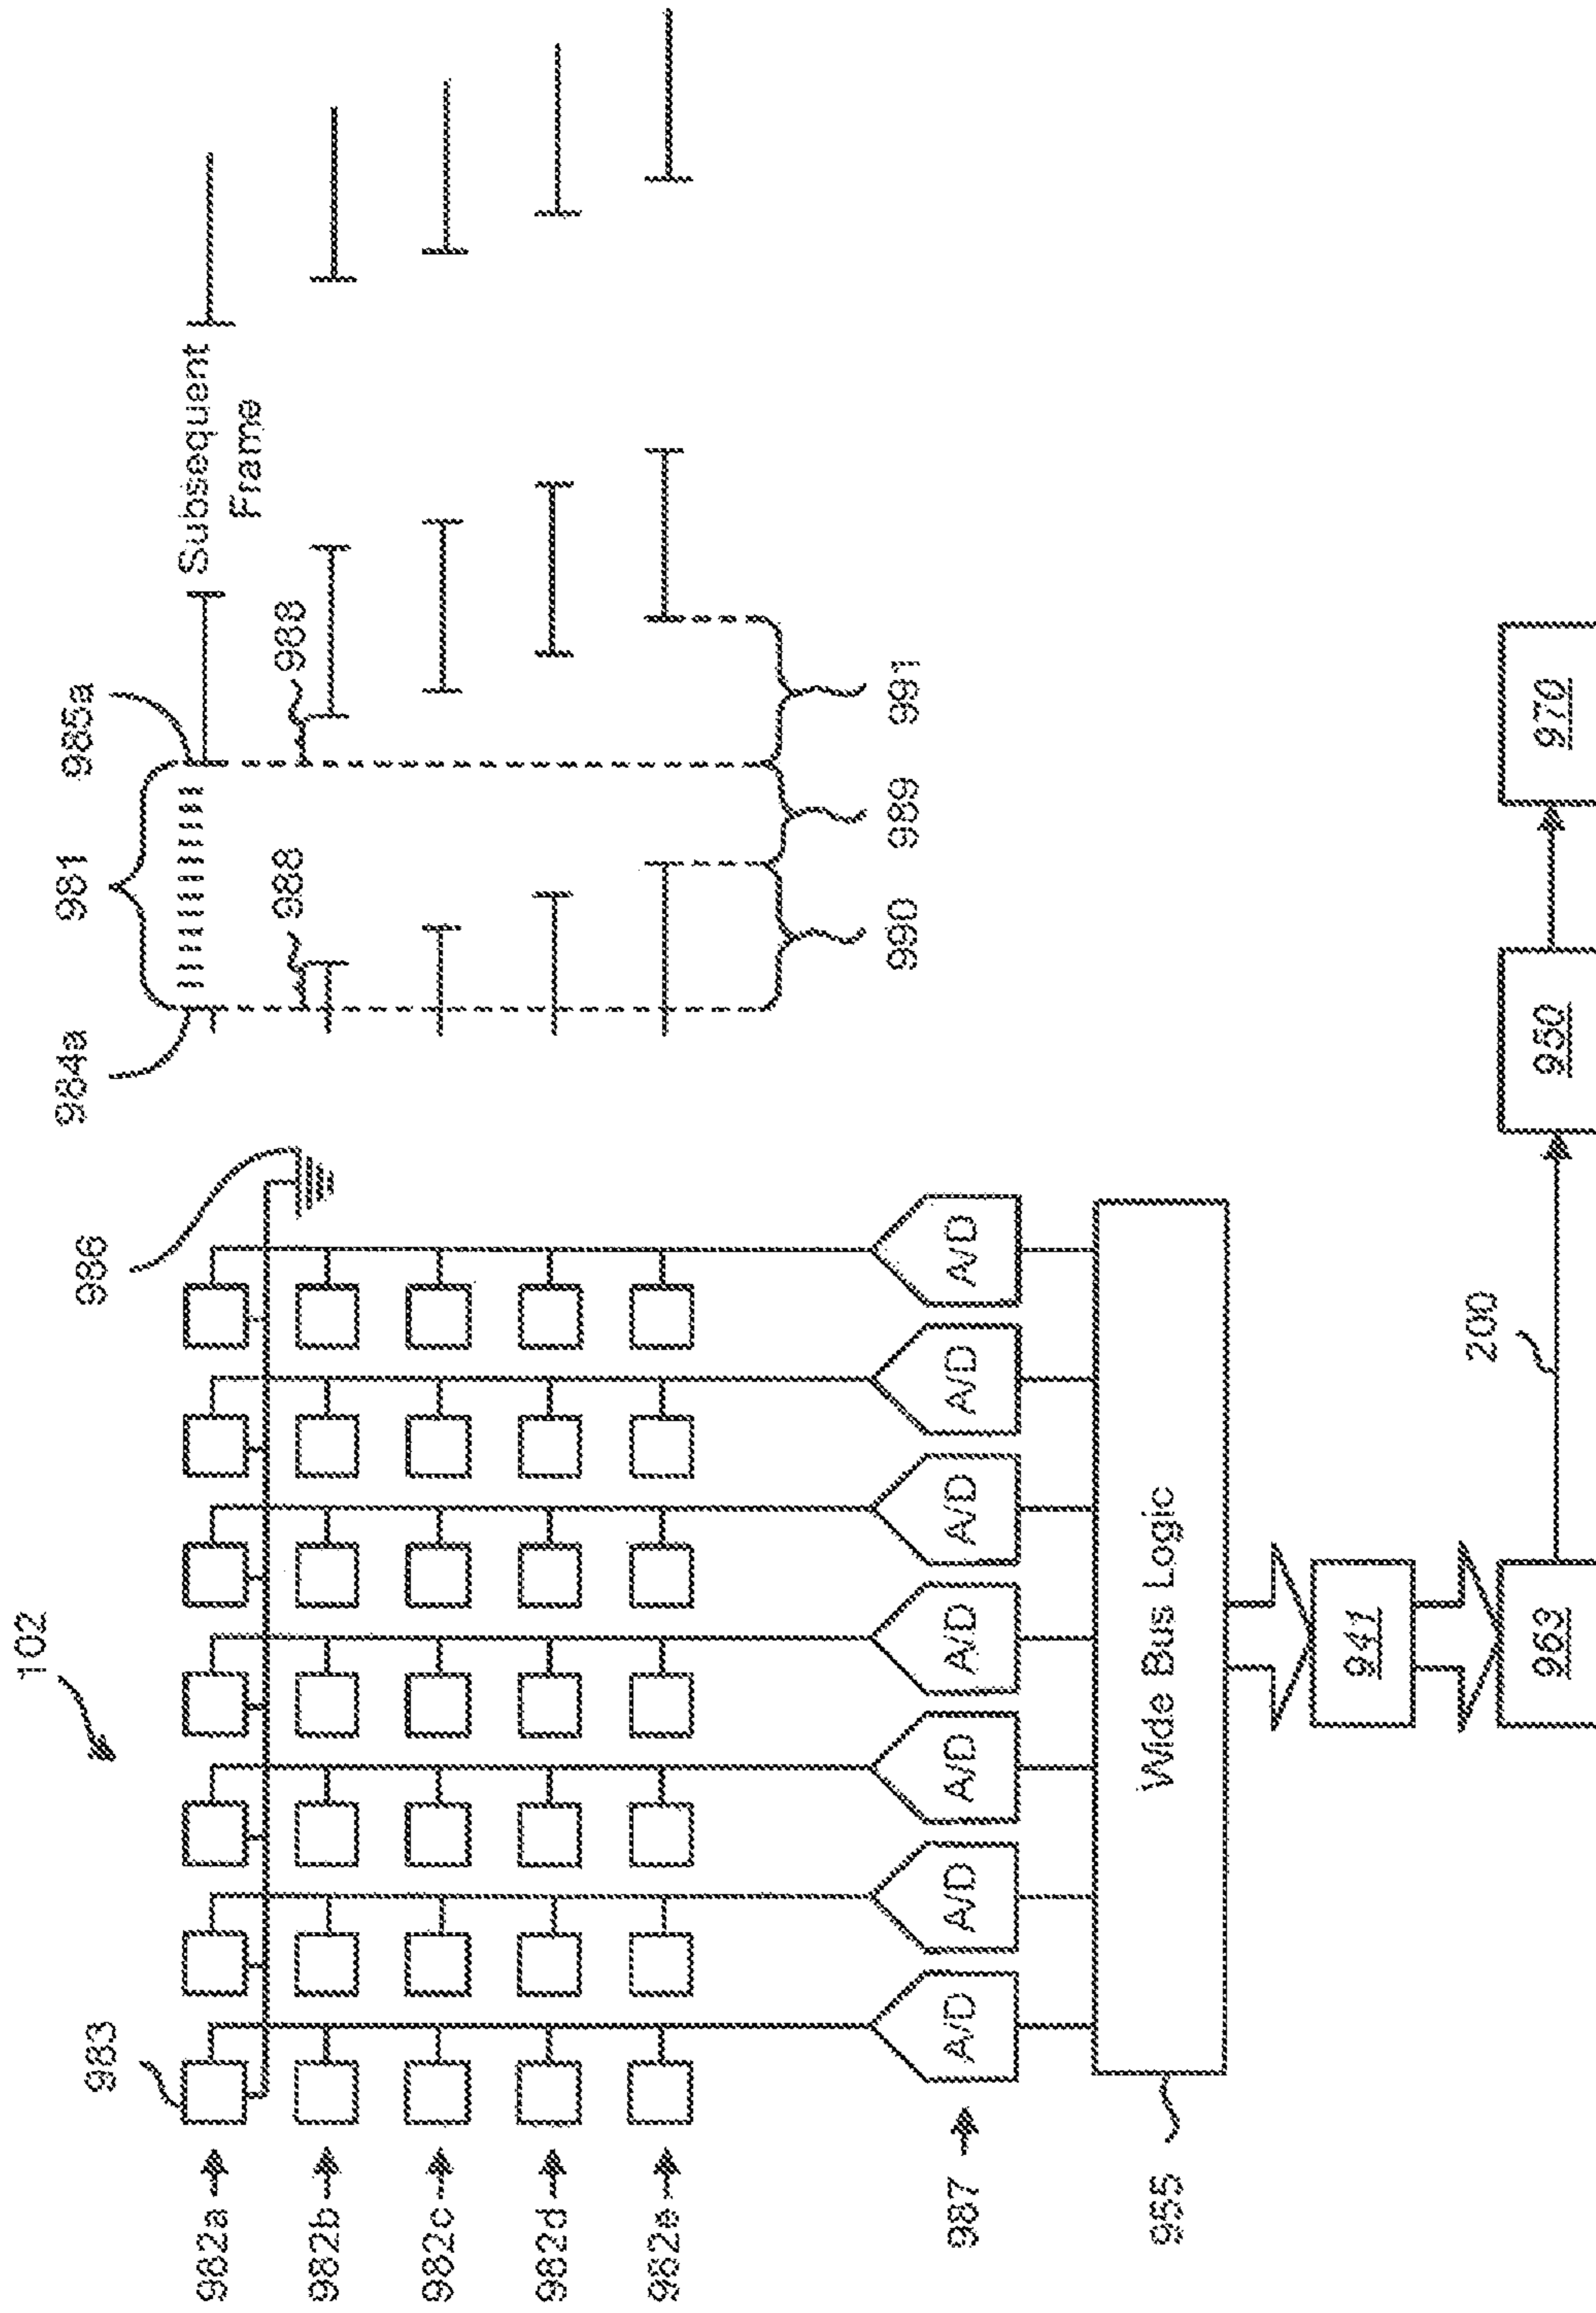 102
983
986
984a
981
985a
988
988
Subsequent
Frame
982a
982b
982c
982d
982e
990
989
991
987
A/D A/D A/D A/D A/D A/D A/D
955
Wide Bus Logic
941
963
200
950
970